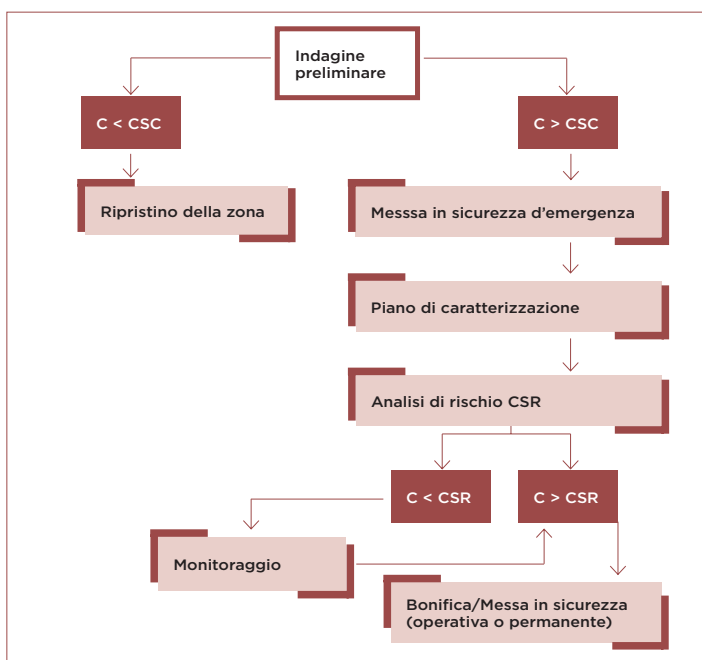 Indagine
preliminare
C < CSC
C > CSC
Ripristino della zona
Messsa in sicurezza d'emergenza
Piano di caratterizzazione
Analisi di rischio CSR
C < CSR
C > CSR
Monitoraggio
Bonifica/Messa in sicurezza
(operativa o permanente)